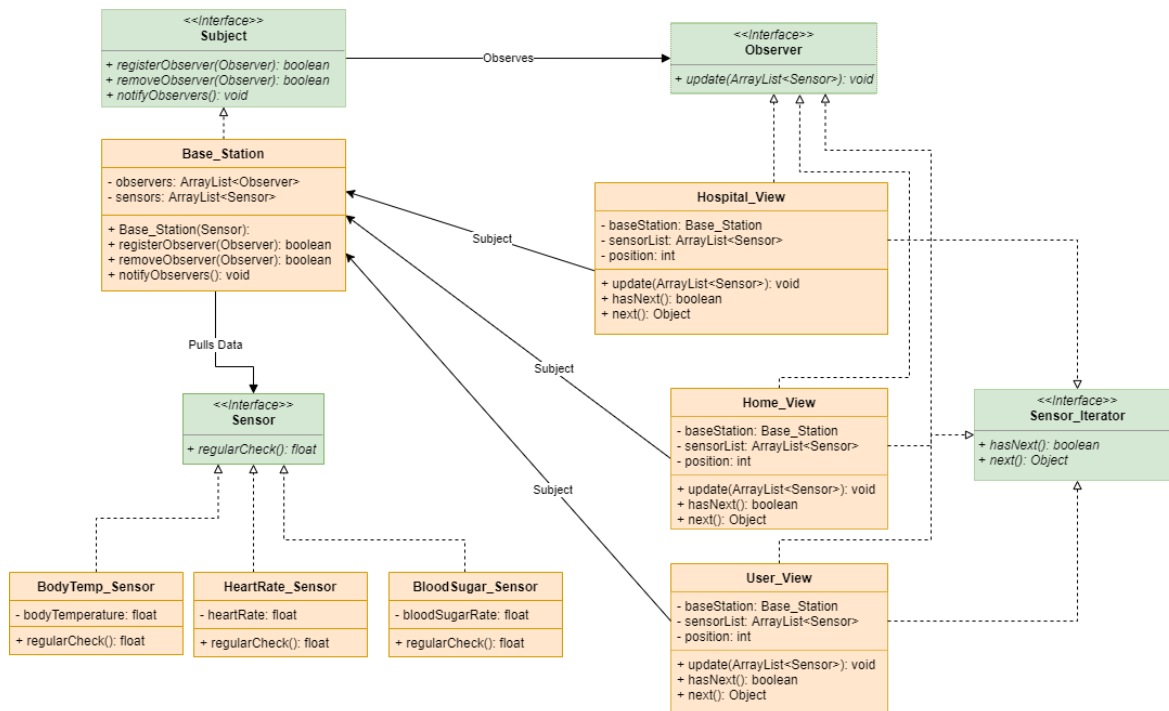 <<Interface>>
Subject
+ registerObserver(Observer): boolean
+ removeObserver(Observer): boolean
+ notifyObservers(): void
Observes
<<Interface>>
Observer
+ update(ArrayList<Sensor>): void
Base_Station
- observers: ArrayList<Observer>
- sensors: ArrayList<Sensor>
+ Base_Station(Sensor):
+ registerObserver(Observer): boolean
+ removeObserver(Observer): boolean
+ notifyObservers(): void
Subject
Hospital_View
- baseStation: Base_Station
- sensorList: ArrayList<Sensor>
- position: int
+ update(ArrayList<Sensor>): void
+ hasNext(): boolean
+ next(): Object
Pulls Data
Subject
<<Interface>>
Sensor
+ regularCheck(): float
Home_View
- baseStation: Base_Station
- sensorList: ArrayList<Sensor>
- position: int
+ update(ArrayList<Sensor>): void
+ hasNext(): boolean
+ next(): Object
<<Interface>>
Sensor_Iterator
+ hasNext(): boolean
+ next(): Object
Subject
BodyTemp_Sensor
- bodyTemperature: float
+ regularCheck(): float
HeartRate_Sensor
- heartRate: float
+ regularCheck(): float
BloodSugar_Sensor
- bloodSugarRate: float
+ regularCheck(): float
User_View
- baseStation: Base_Station
- sensorList: ArrayList<Sensor>
- position: int
+ update(ArrayList<Sensor>): void
+ hasNext(): boolean
+ next(): Object